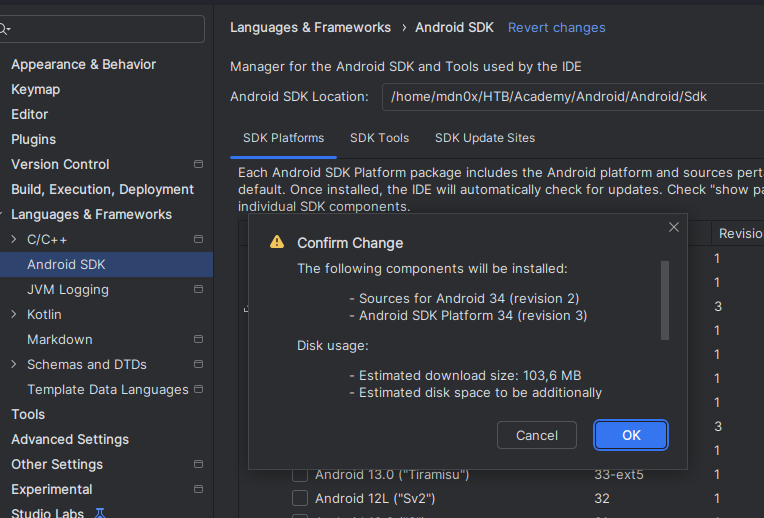 Languages & Frameworks › Android SDK Revert changes
Appearance & Behavior
Keymap
Editor
Plugins
Version Control
Build, Execution, Deployment
Languages & Frameworks
C/C++
Android SDK
JVM Logging
Kotlin
Markdown
Schemas and DTDs
Template Data Languages
Tools
Advanced Settings
Other Settings
Experimental
Studio Labs
Manager for the Android SDK and Tools used by the IDE
Android SDK Location: /home/mdn0x/HTB/Academy/Android/Android/Sdk
SDK Platforms SDK Tools SDK Update Sites
Each Android SDK Platform package includes the Android platform and sources pert
default. Once installed, the IDE will automatically check for updates. Check "show pa
individual SDK components.
Revisio
1
1
3
1
1
1
1
3
1
Confirm Change
The following components will be installed:
- Sources for Android 34 (revision 2)
- Android SDK Platform 34 (revision 3)
Disk usage:
- Estimated download size: 103,6 MB
- Estimated disk space to be additionally
Cancel OK
Android 13.0 ("Tiramisu") 33-ext5 1
Android 12L ("Sv2") 32 1